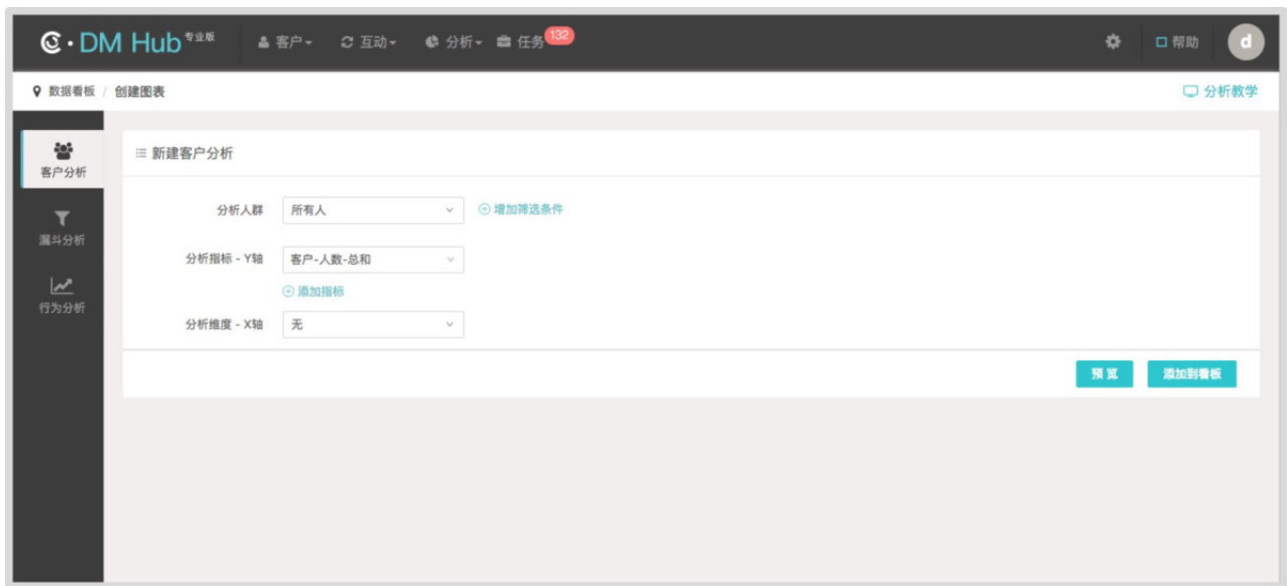 DM Hub 专业版 客户 互动 分析 任务 132 帮助 d
数据看板 / 创建图表 分析教学
客户分析
漏斗分析
行为分析
新建客户分析
分析人群 所有人 增加筛选条件
分析指标 - Y轴 客户-人数-总和
添加指标
分析维度 - X轴 无
预览 添加到看板